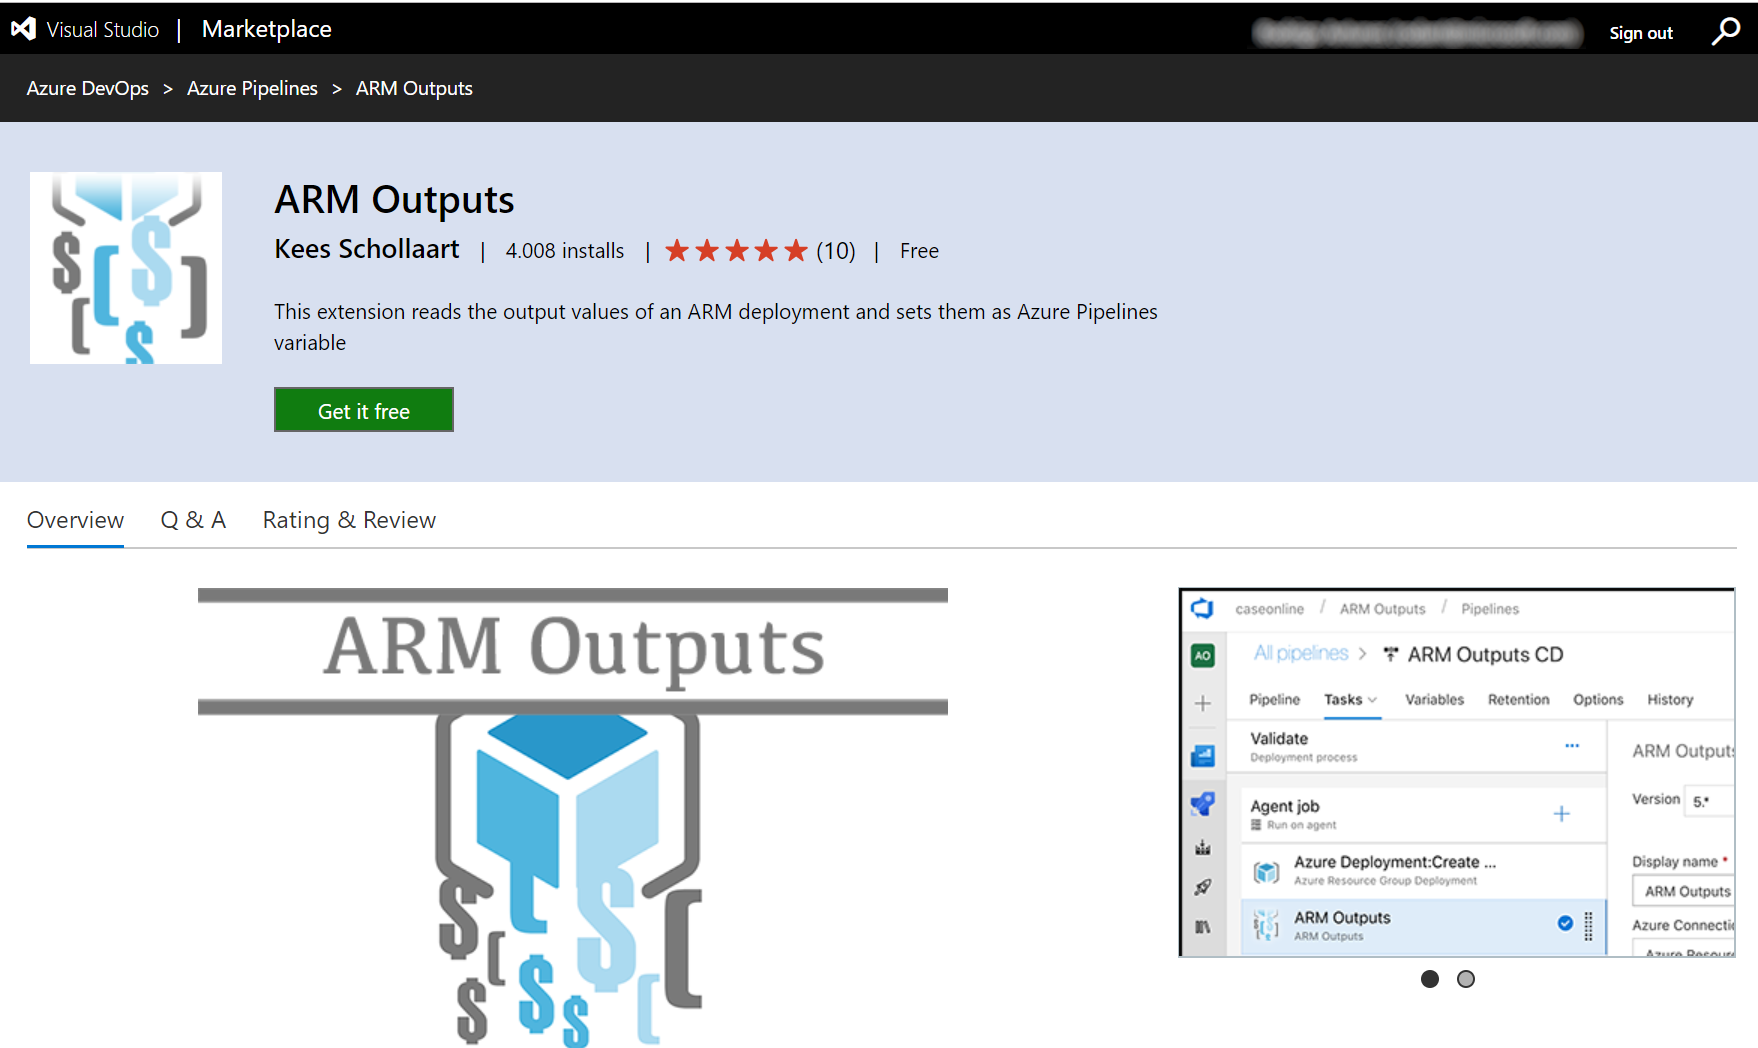 Visual Studio | Marketplace
Sign out
Azure DevOps > Azure Pipelines > ARM Outputs
ARM Outputs
Kees Schollaart | 4.008 installs | (10) | Free
This extension reads the output values of an ARM deployment and sets them as Azure Pipelines
variable
Get it free
Overview Q & A Rating & Review
ARM Outputs
caseonline / ARM Outputs / Pipelines
AO
All pipelines > ARM Outputs CD
Pipeline Tasks Variables Retention Options History
Validate
Deployment process
ARM Outputs
Version 5.*
Agent job
Run on agent
Azure Deployment:Create ...
Azure Resource Group Deployment
Display name *
ARM Outputs
ARM Outputs
ARM Outputs
Azure Connectio
Azure Resour